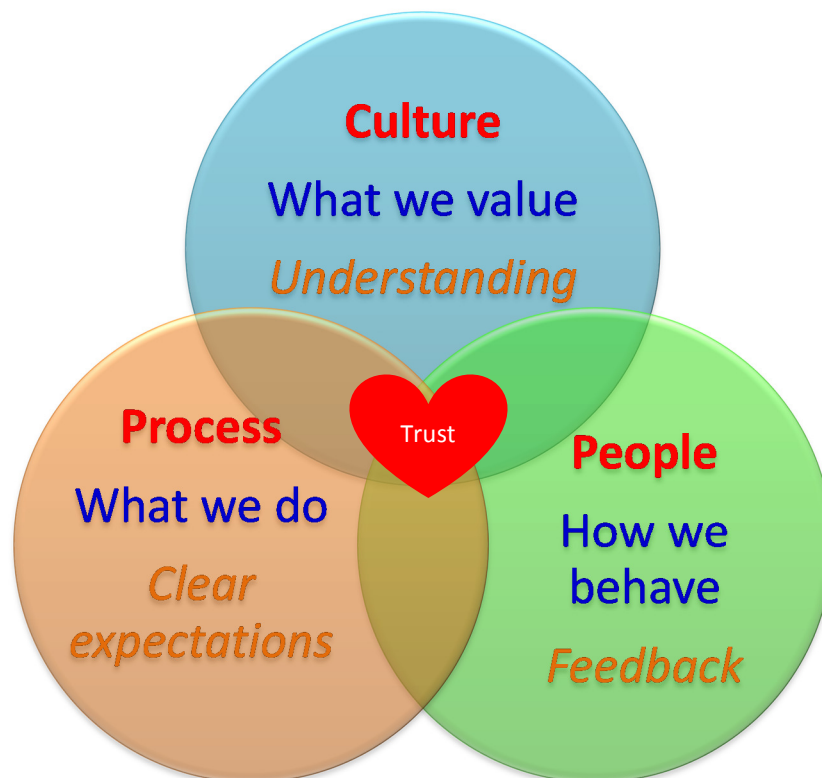 Culture
What we value
Understanding
Trust
Process
What we do
Clear
expectations
People
How we
behave
Feedback